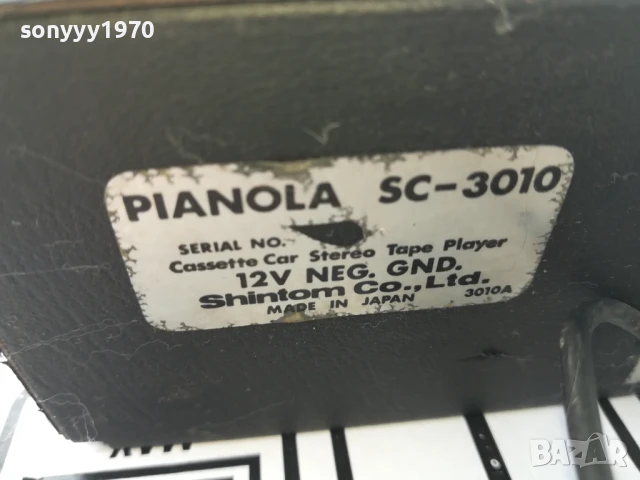 sonyyy1970
PIANOLA SC-3010
SERIAL NO.
Cassette Car Stereo Tape Player
12V NEG. GND.
Shintom Co., Ltd.
MADE IN JAPAN 3010A
BAZAR